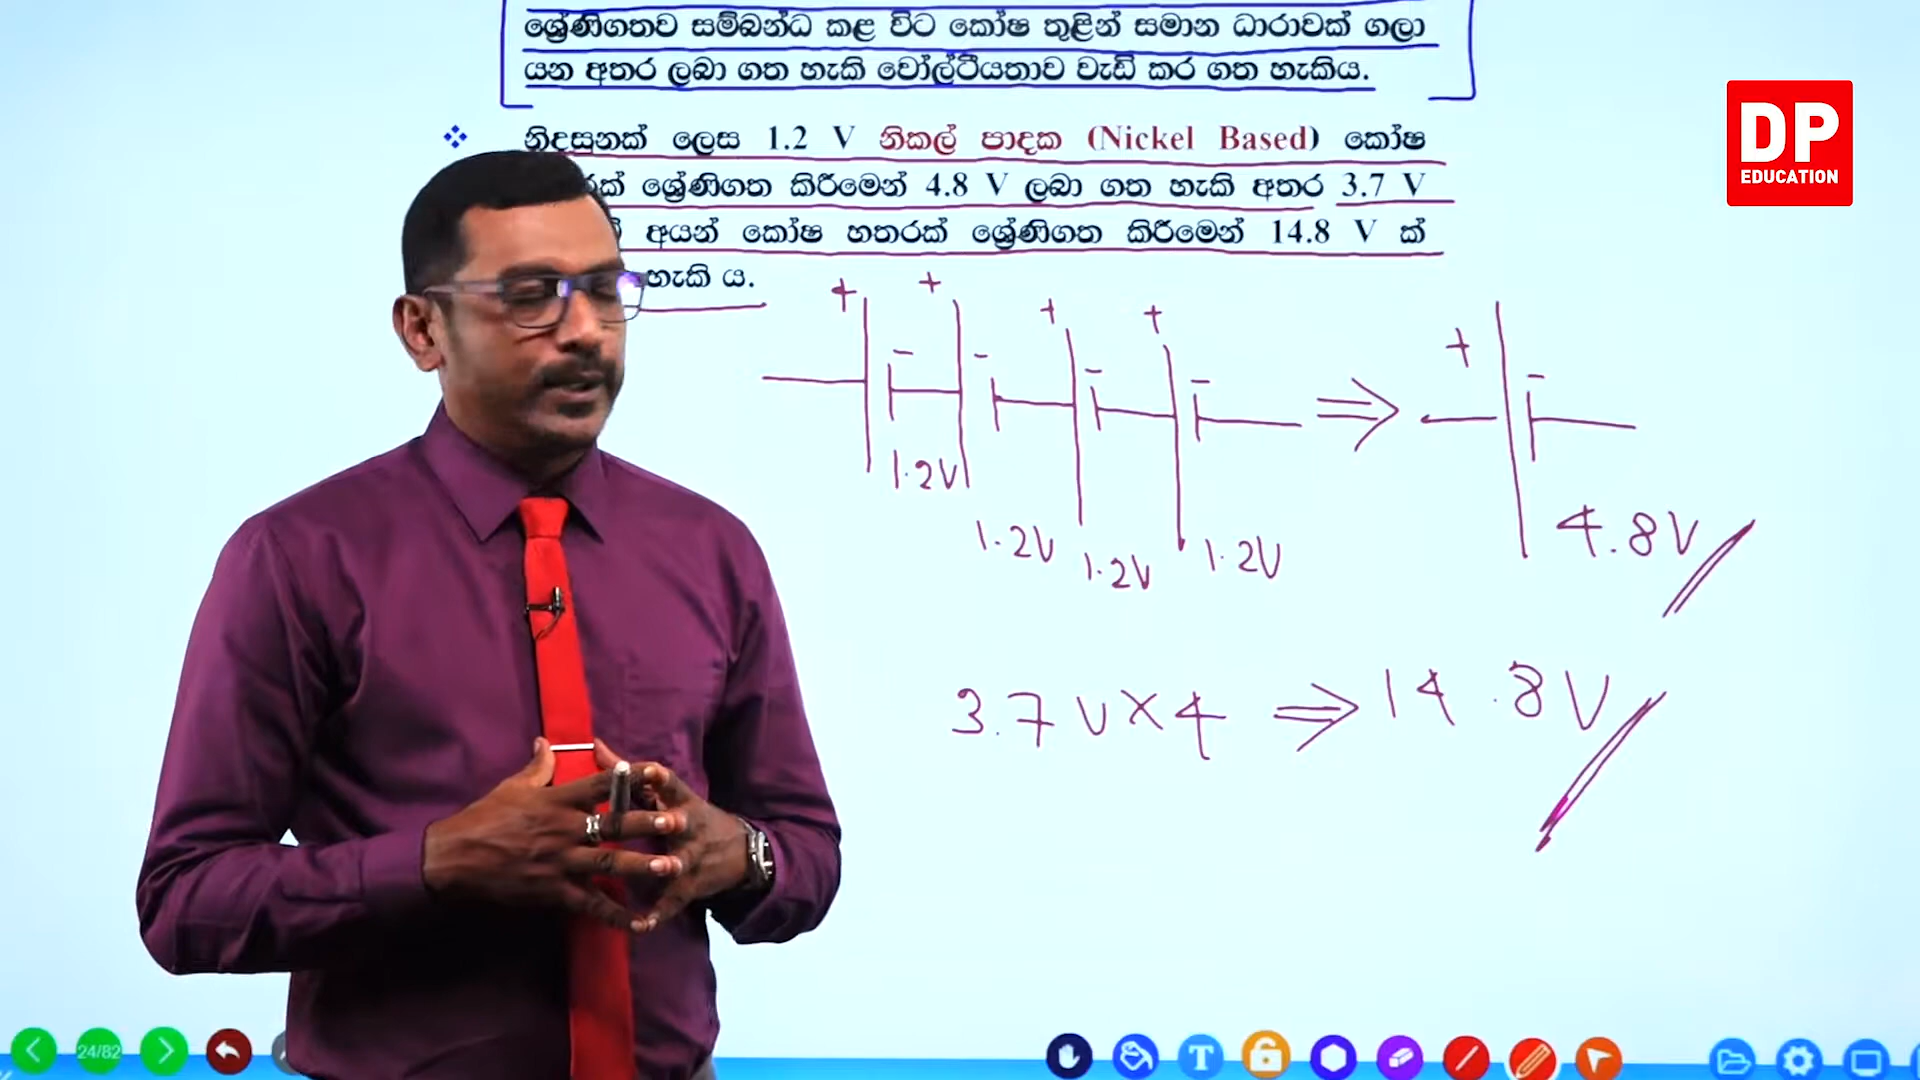 ශ්‍රේණිගතව සම්බන්ධ කළ විට කෝෂ තුළින් සමාන ධාරාවක් ගලා
යන අතර ලබා ගත හැකි වෝල්ටීයතාව වැඩි කර ගත හැකිය.
❖ නිදසුනක් ලෙස 1.2 V නිකල් පාදක (Nickel Based) කෝෂ
ශ්‍රේණිගත කිරීමෙන් 4.8 V ලබා ගත හැකි අතර 3.7 V
අයන් කෝෂ හතරක් ශ්‍රේණිගත කිරීමෙන් 14.8 V ක්
හැකි ය.
DP
EDUCATION
+ - + - + - + - ⇒ + -
1.2V
1.2V 1.2V 1.2V 4.8V
3.7V×4 ⇒ 14.8V
24/82
T